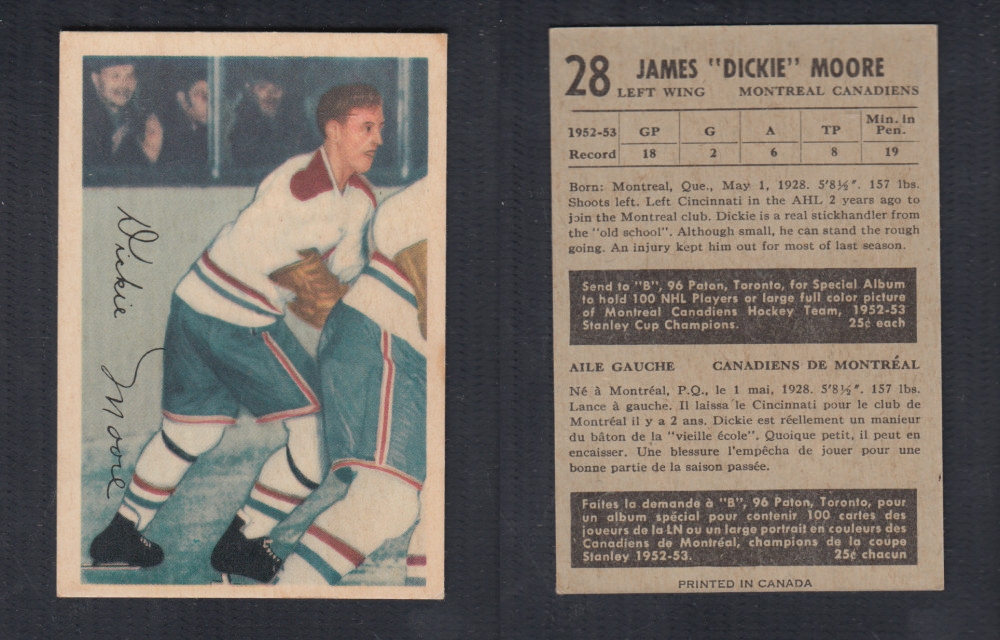 Dickie Moore
28 JAMES "DICKIE" MOORE
LEFT WING MONTREAL CANADIENS
1952-53 GP G A TP Min. in Pen.
Record 18 2 6 8 19
Born: Montreal, Que., May 1, 1928. 5'8½". 157 lbs.
Shoots left. Left Cincinnati in the AHL 2 years ago to
join the Montreal club. Dickie is a real stickhandler from
the "old school". Although small, he can stand the rough
going. An injury kept him out for most of last season.
Send to "B", 96 Paton, Toronto, for Special Album
to hold 100 NHL Players or large full color picture
of Montreal Canadiens Hockey Team, 1952-53
Stanley Cup Champions. 25¢ each
AILE GAUCHE CANADIENS DE MONTRÉAL
Né à Montréal, P.Q., le 1 mai, 1928. 5'8½". 157 lbs.
Lance à gauche. Il laissa le Cincinnati pour le club de
Montréal il y a 2 ans. Dickie est réellement un manieur
du bâton de la "vieille école". Quoique petit, il peut en
encaisser. Une blessure l'empêcha de jouer pour une
bonne partie de la saison passée.
Faites la demande à "B", 96 Paton, Toronto, pour
un album spécial pour contenir 100 cartes des
joueurs de la LN ou un large portrait en couleurs des
Canadiens de Montréal, champions de la coupe
Stanley 1952-53. 25¢ chacun
PRINTED IN CANADA